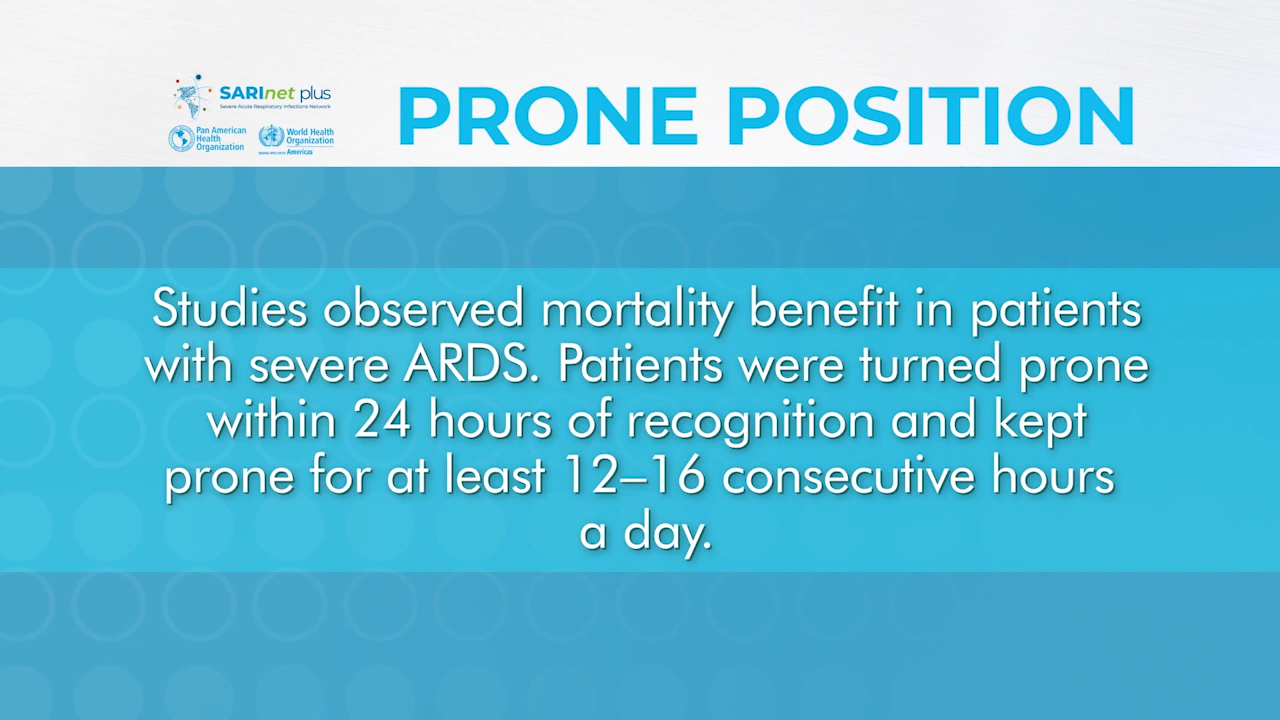 SARInet plus
Severe Acute Respiratory Infections Network
Pan American
Health
Organization
World Health
Organization
Americas
PRONE POSITION
Studies observed mortality benefit in patients
with severe ARDS. Patients were turned prone
within 24 hours of recognition and kept
prone for at least 12–16 consecutive hours
a day.